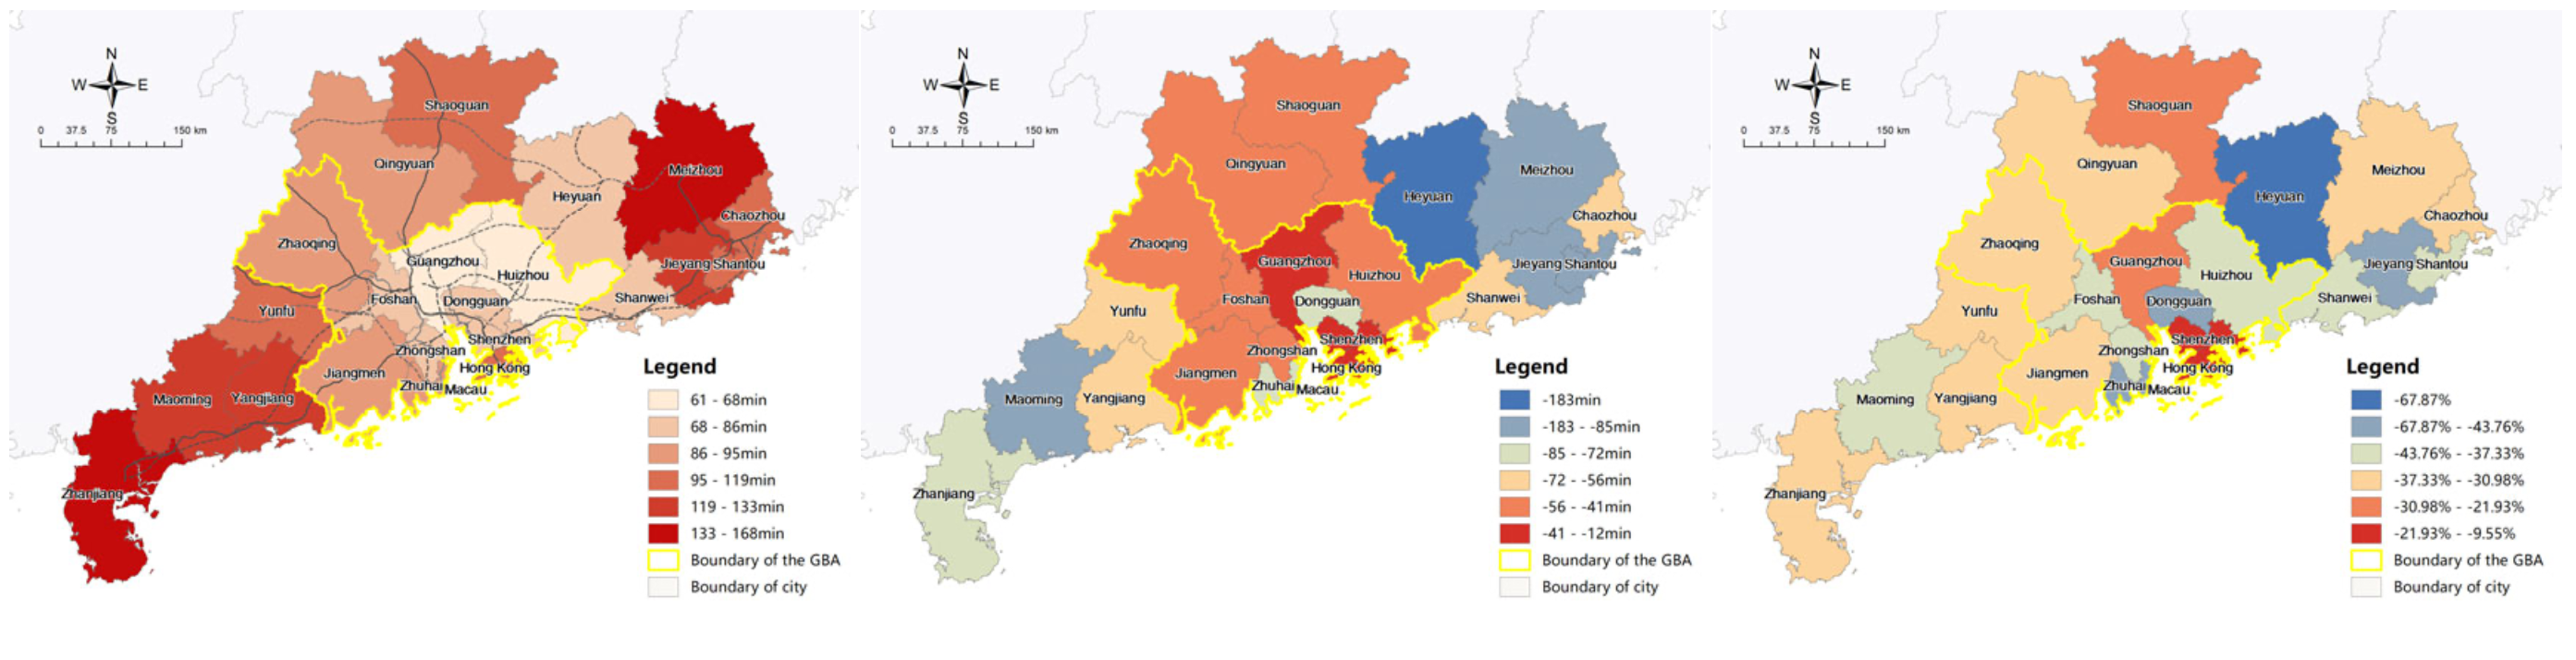 N
W E
S
0 37.5 75 150 km
Shaoguan
Qingyuan
Meizhou
Heyuan
Chaozhou
Zhaoqing
Guangzhou
Huizhou
Jieyang Shantou
Foshan
Dongguan
Shanwei
Yunfu
Shenzhen
Zhongshan
Hong Kong
Jiangmen
Zhuhai
Macau
Maoming
Yangjiang
Zhanjiang
Legend
61 - 68min
68 - 86min
86 - 95min
95 - 119min
119 - 133min
133 - 168min
Boundary of the GBA
Boundary of city
N
W E
S
0 37.5 75 150 km
Shaoguan
Qingyuan
Meizhou
Heyuan
Chaozhou
Zhaoqing
Guangzhou
Huizhou
Jieyang Shantou
Foshan
Dongguan
Shanwei
Yunfu
Shenzhen
Zhongshan
Hong Kong
Jiangmen
Zhuhai
Macau
Maoming
Yangjiang
Zhanjiang
Legend
-183min
-183 - -85min
-85 - -72min
-72 - -56min
-56 - -41min
-41 - -12min
Boundary of the GBA
Boundary of city
N
W E
S
0 37.5 75 150 km
Shaoguan
Qingyuan
Meizhou
Heyuan
Chaozhou
Zhaoqing
Guangzhou
Huizhou
Jieyang Shantou
Foshan
Dongguan
Shanwei
Yunfu
Shenzhen
Zhongshan
Hong Kong
Jiangmen
Zhuhai
Macau
Maoming
Yangjiang
Zhanjiang
Legend
-67.87%
-67.87% - -43.76%
-43.76% - -37.33%
-37.33% - -30.98%
-30.98% - -21.93%
-21.93% - -9.55%
Boundary of the GBA
Boundary of city